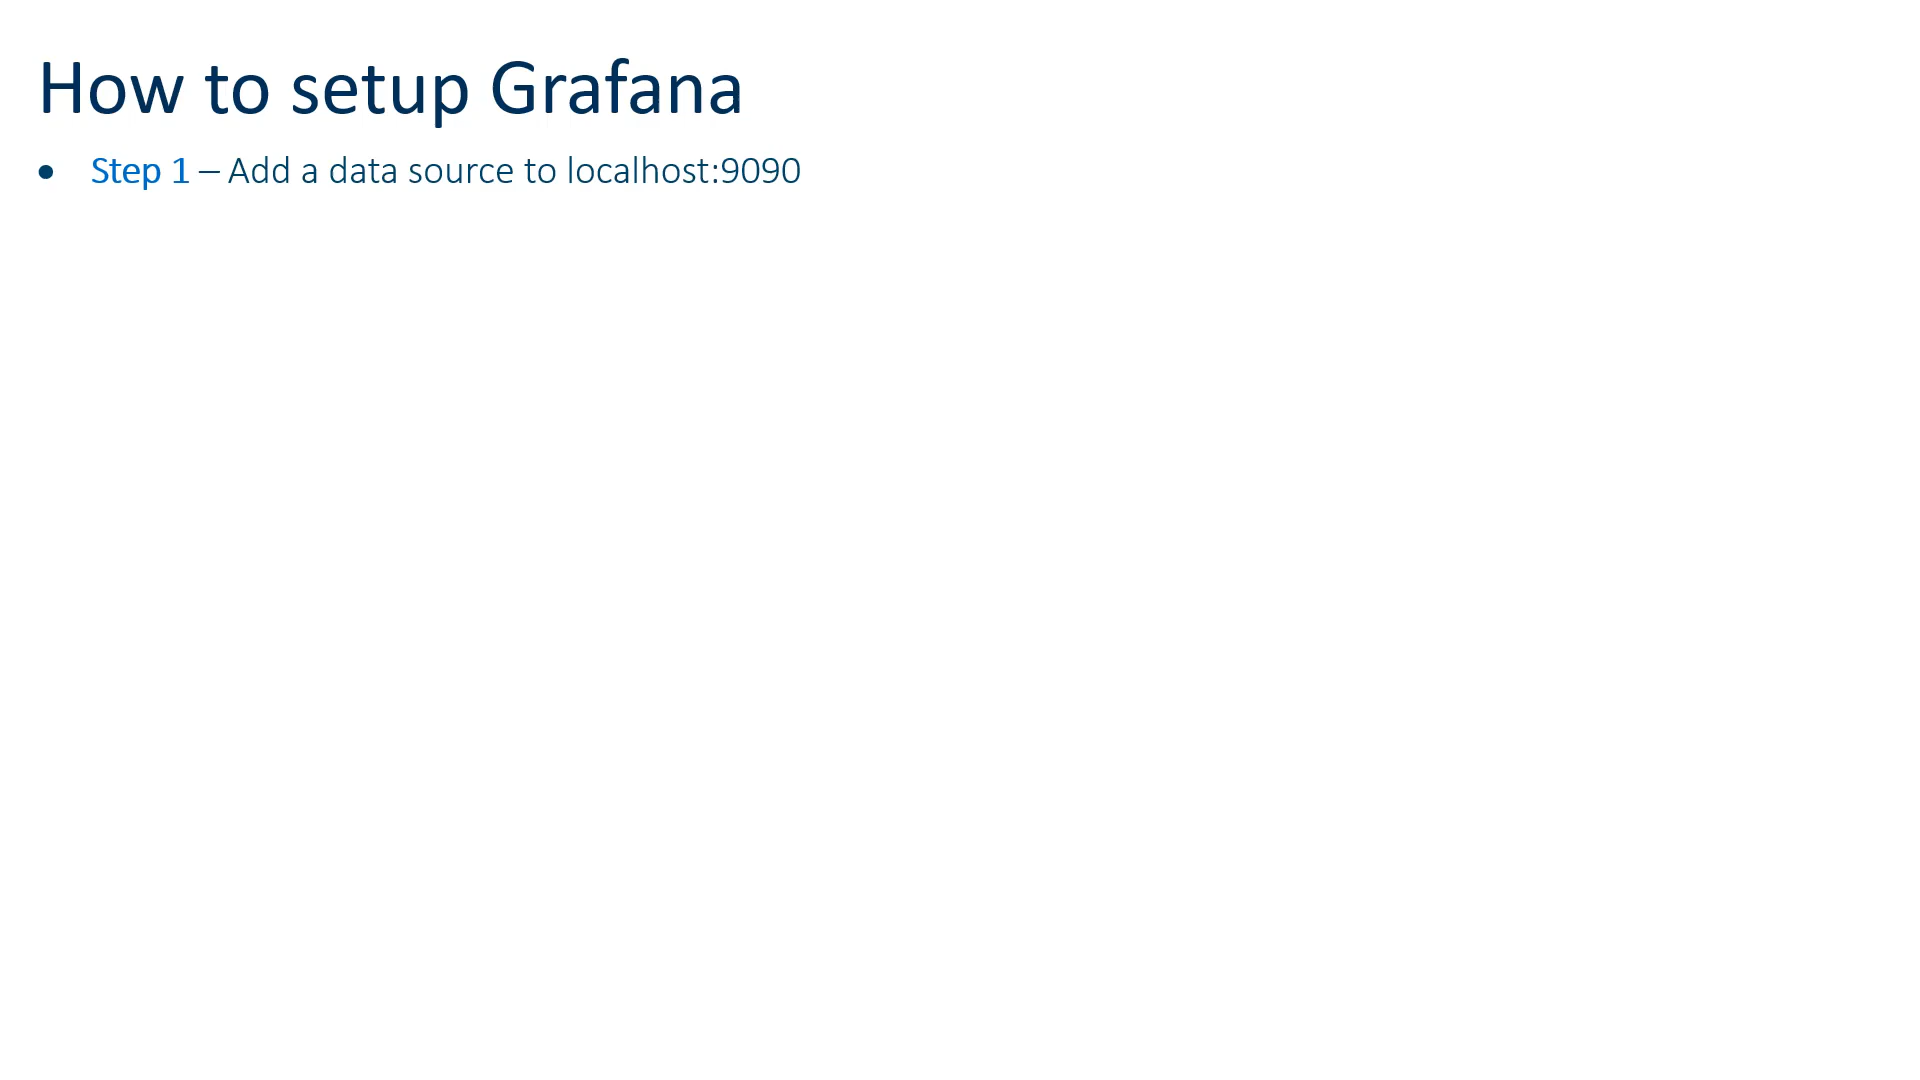 How to setup Grafana
• Step 1 – Add a data source to localhost:9090